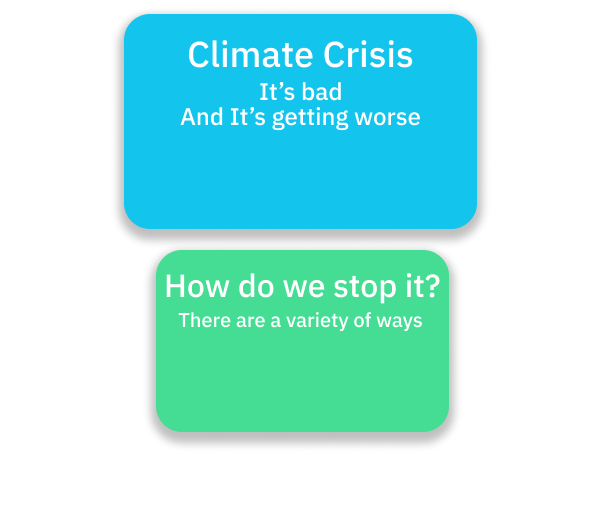 Climate Crisis
It’s bad
And It’s getting worse
How do we stop it?
There are a variety of ways